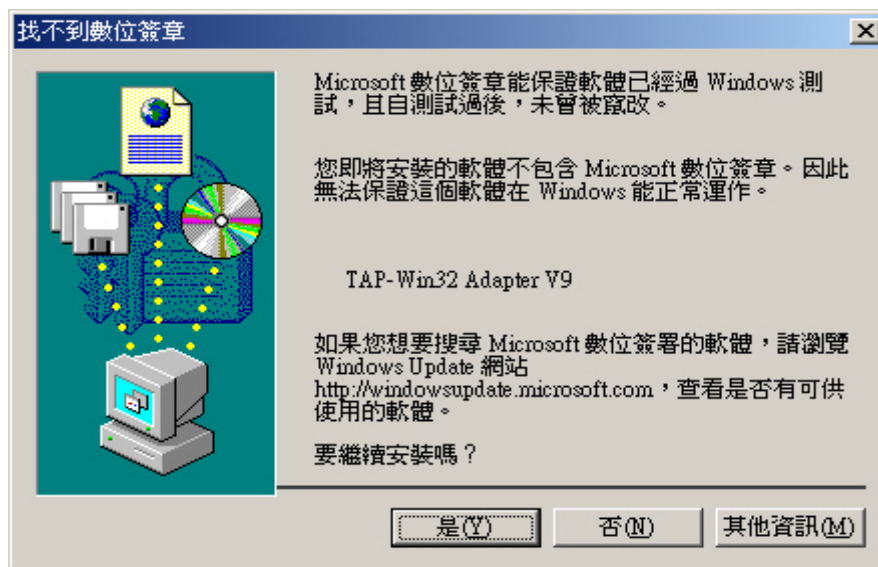 找不到數位簽章
Microsoft 數位簽章能保證軟體已經過 Windows 測
試，且自測試過後，未曾被竄改。
您即將安裝的軟體不包含 Microsoft 數位簽章。因此
無法保證這個軟體在 Windows 能正常運作。
TAP-Win32 Adapter V9
如果您想要搜尋 Microsoft 數位簽署的軟體，請瀏覽
Windows Update 網站
http://windowsupdate.microsoft.com，查看是否有可供
使用的軟體。
要繼續安裝嗎？
是(Y)
否(N)
其他資訊(M)